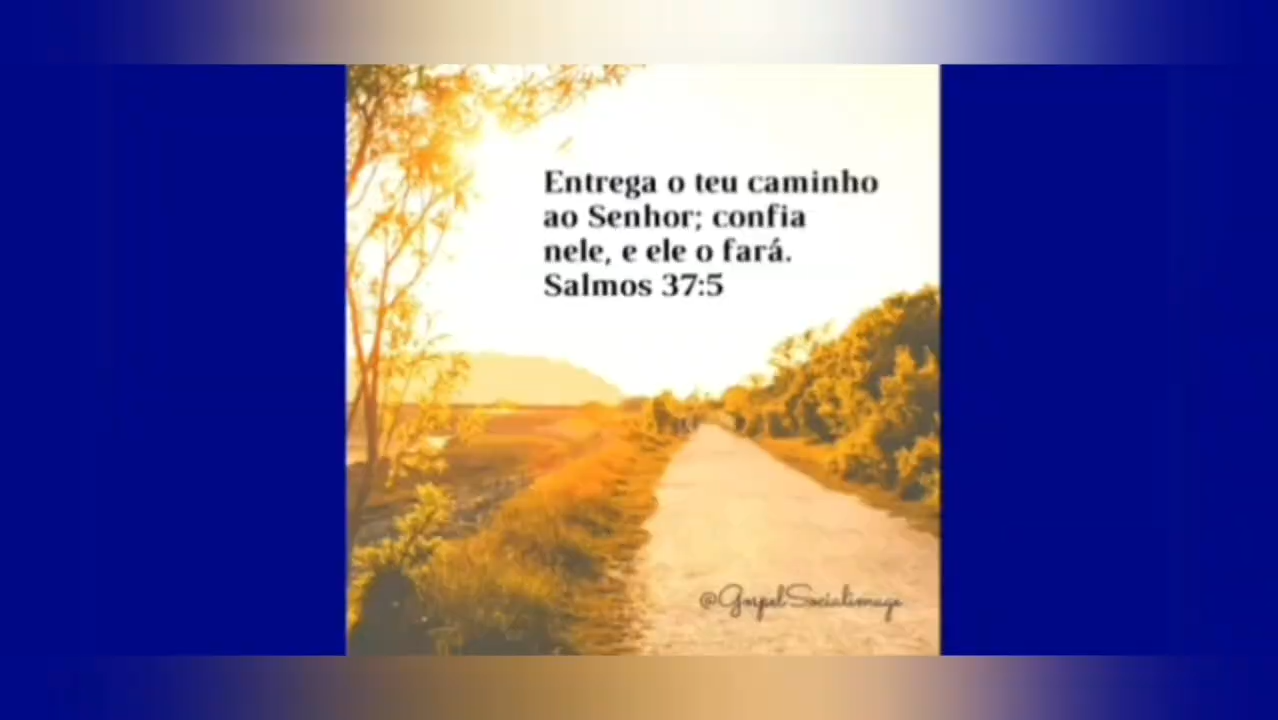 Entrega o teu caminho
ao Senhor; confia
nele, e ele o fará.
Salmos 37:5
@GospelSocialimage